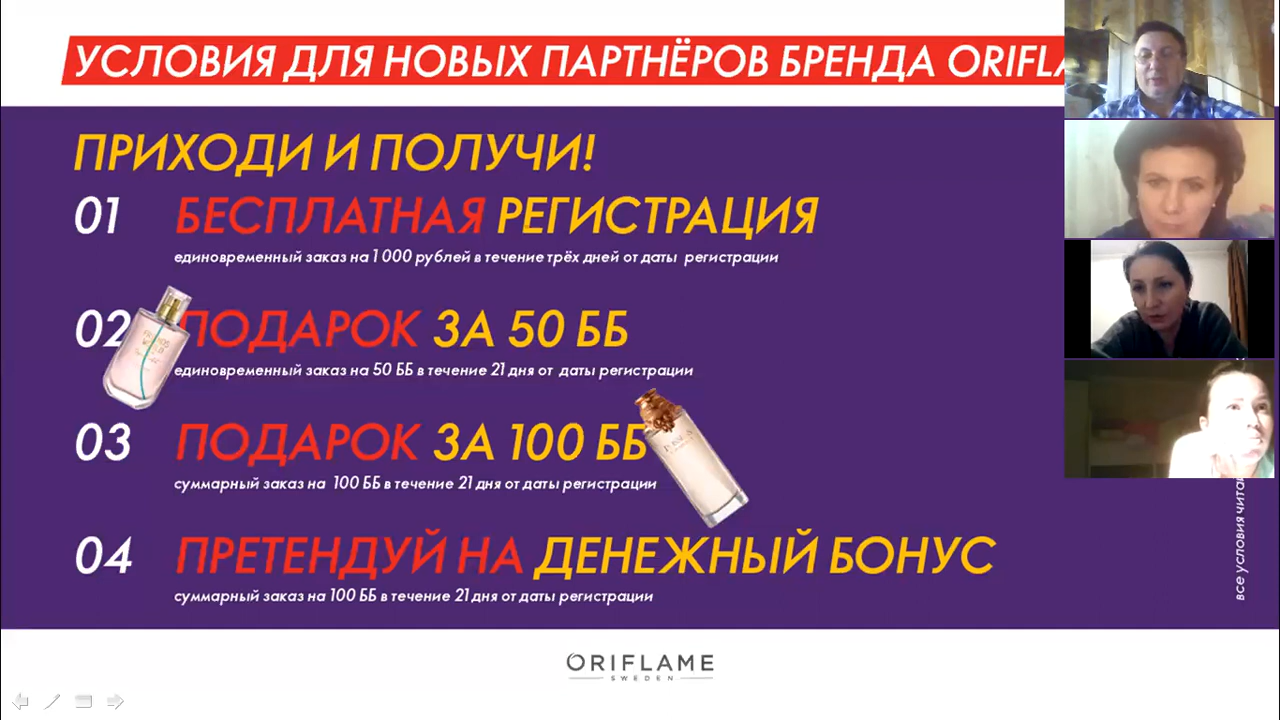 УСЛОВИЯ ДЛЯ НОВЫХ ПАРТНЁРОВ БРЕНДА
ПРИХОДИ И ПОЛУЧИ!
01 БЕСПЛАТНАЯ РЕГИСТРАЦИЯ
единовременный заказ на 1 000 рублей в течение трёх дней от даты регистрации
02 ПОДАРОК ЗА 50 ББ
единовременный заказ на 50 ББ в течение 21 дня от даты регистрации
03 ПОДАРОК ЗА 100 ББ
суммарный заказ на 100 ББ в течение 21 дня от даты регистрации
04 ПРЕТЕНДУЙ НА ДЕНЕЖНЫЙ БОНУС
суммарный заказ на 100 ББ в течение 21 дня от даты регистрации
все условия
ORIFLAME
SWEDEN